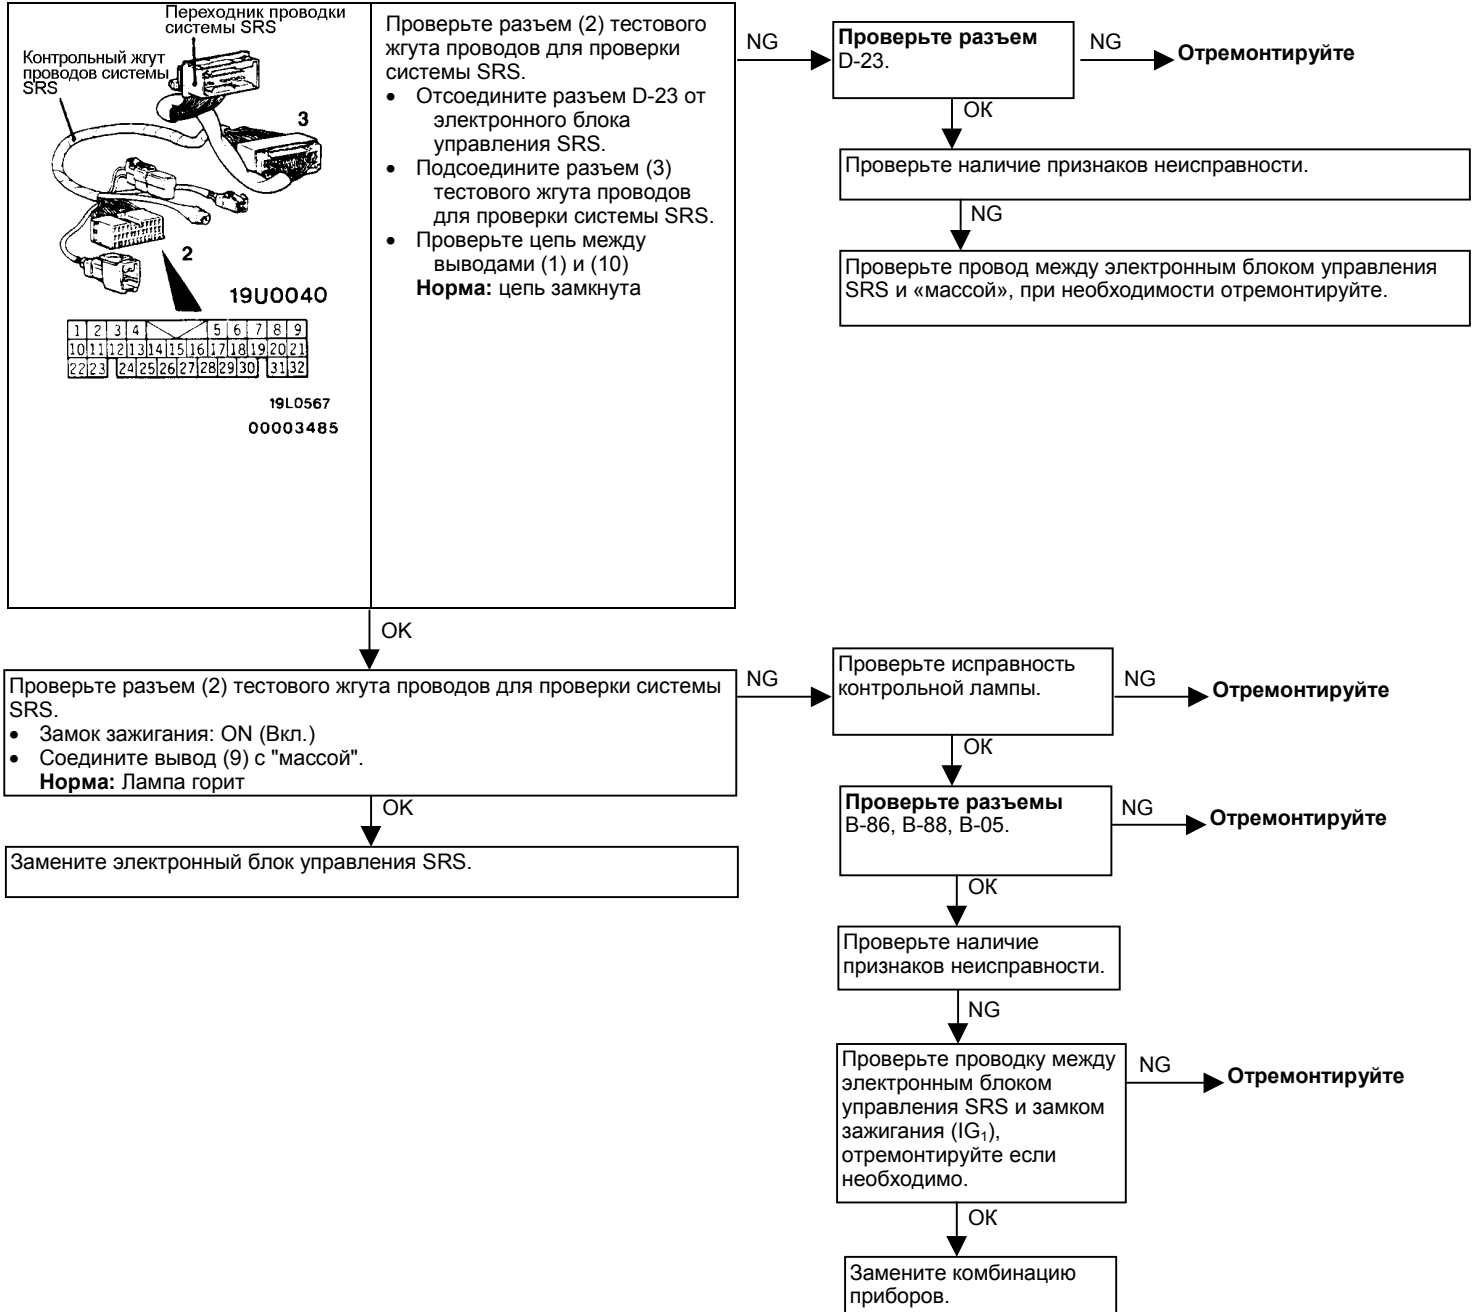 Переходник проводки
системы SRS
Контрольный жгут
проводов системы
SRS
3
2
19U0040
1 2 3 4 5 6 7 8 9
10 11 12 13 14 15 16 17 18 19 20 21
22 23 24 25 26 27 28 29 30 31 32
19L0567
00003485
Проверьте разъем (2) тестового
жгута проводов для проверки
системы SRS.
• Отсоедините разъем D-23 от
электронного блока
управления SRS.
• Подсоедините разъем (3)
тестового жгута проводов
для проверки системы SRS.
• Проверьте цепь между
выводами (1) и (10)
Норма: цепь замкнута
NG
Проверьте разъем
D-23.
NG
Отремонтируйте
OK
Проверьте наличие признаков неисправности.
NG
Проверьте провод между электронным блоком управления
SRS и «массой», при необходимости отремонтируйте.
OK
Проверьте разъем (2) тестового жгута проводов для проверки системы
SRS.
• Замок зажигания: ON (Вкл.)
• Соедините вывод (9) с "массой".
Норма: Лампа горит
NG
Проверьте исправность
контрольной лампы.
NG
Отремонтируйте
OK
Проверьте разъемы
B-86, B-88, B-05.
NG
Отремонтируйте
OK
Замените электронный блок управления SRS.
OK
Проверьте наличие
признаков неисправности.
NG
Проверьте проводку между
электронным блоком
управления SRS и замком
зажигания (IG₁),
отремонтируйте если
необходимо.
NG
Отремонтируйте
OK
Замените комбинацию
приборов.